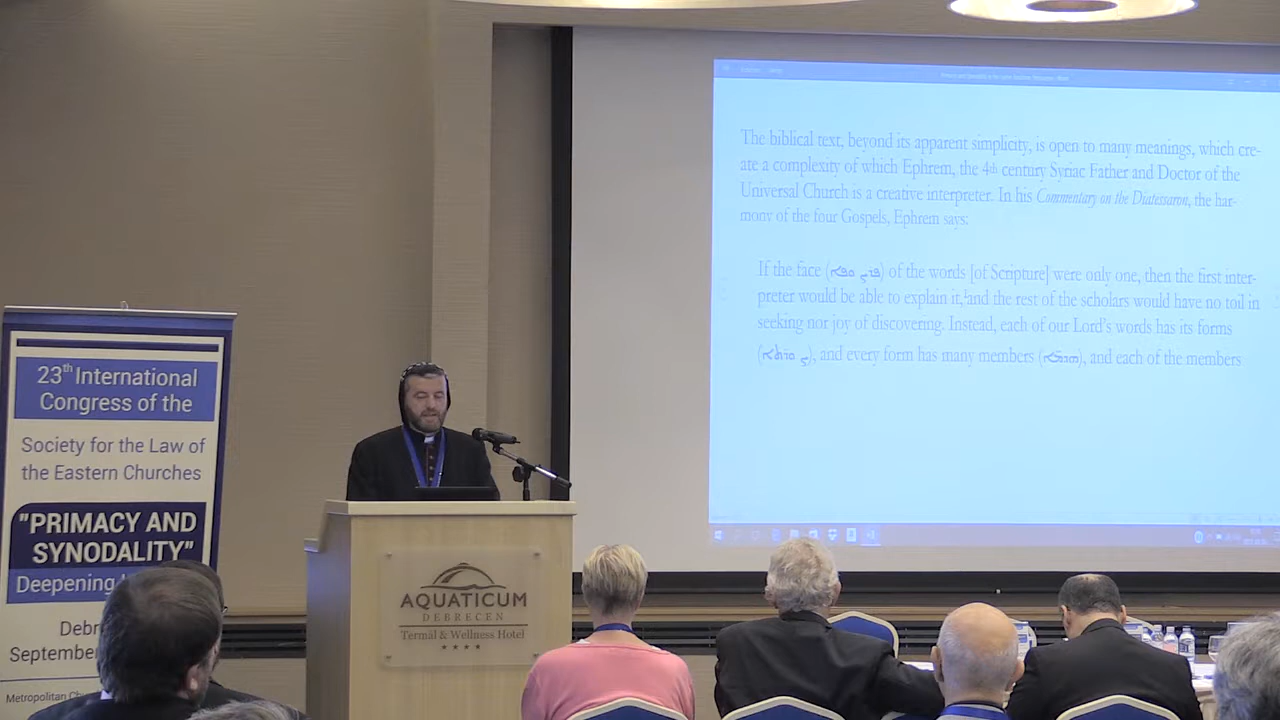 23th International
Congress of the
Society for the Law of
the Eastern Churches
"PRIMACY AND
SYNODALITY"
Deepening
Debr
September
Metropolitan Ch
AQUATICUM
DEBRECEN
Termál & Wellness Hotel
The biblical text, beyond its apparent simplicity, is open to many meanings, which cre-
ate a complexity of which Ephrem, the 4th century Syriac Father and Doctor of the
Universal Church is a creative interpreter. In his Commentary on the Diatessaron, the har-
mony of the four Gospels, Ephrem says:
If the face of the words [of Scripture] were only one, then the first inter-
preter would be able to explain it, and the rest of the scholars would have no toil in
seeking nor joy of discovering. Instead, each of our Lord's words has its forms
, and every form has many members , and each of the members